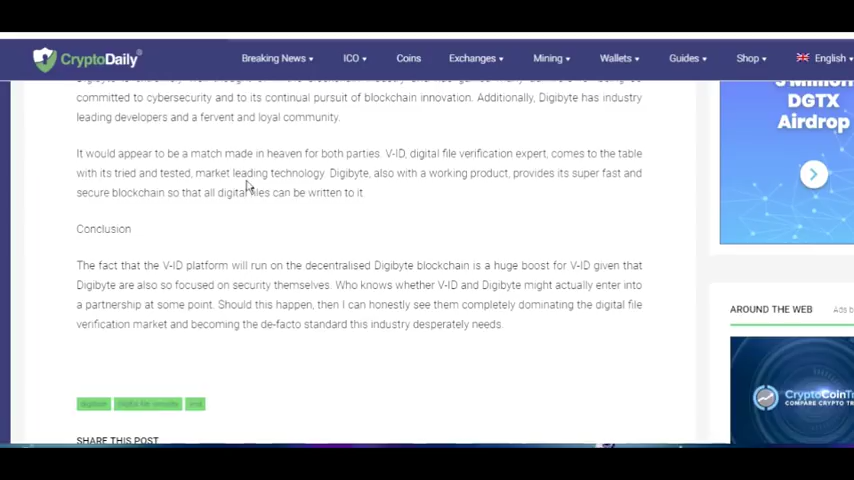 CryptoDaily
Breaking News
ICO
Coins
Exchanges
Mining
Wallets
Guides
Shop
English
committed to cybersecurity and to its continual pursuit of blockchain innovation. Additionally, Digibyte has industry
leading developers and a fervent and loyal community.
It would appear to be a match made in heaven for both parties. V-ID, digital file verification expert, comes to the table
with its tried and tested, market leading technology. Digibyte, also with a working product, provides its super fast and
secure blockchain so that all digital files can be written to it
Conclusion
The fact that the V-ID platform will run on the decentralised Digibyte blockchain is a huge boost for V-ID given that
Digibyte are also so focused on security themselves. Who knows whether V-ID and Digibyte might actually enter into
a partnership at some point. Should this happen, then I can honestly see them completely dominating the digital file
verification market and becoming the de-facto standard this industry desperately needs.
SHARE THIS POST
DGTX
Airdrop
AROUND THE WEB
Ads b
CryptoCoinTr
COMPARE CRYPTO TR